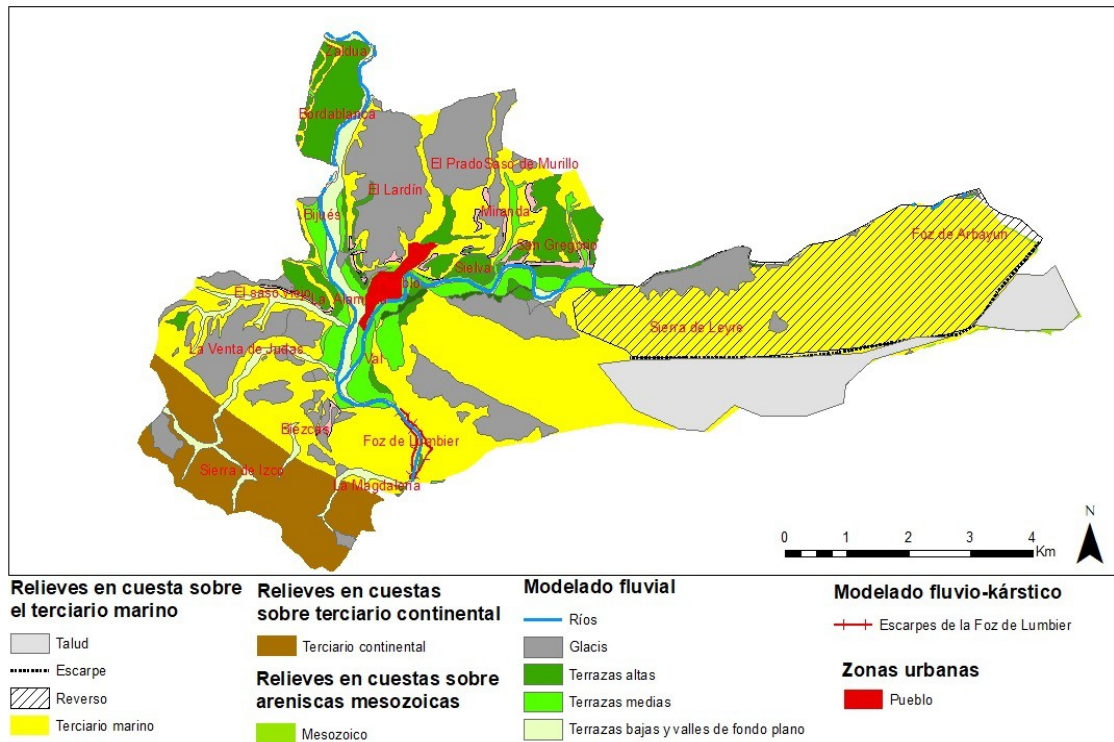 Zaldua
Bordablanca
El Prado
Saso de Murillo
El Lardín
Miranda
Bijués
San Gregorio
Foz de Arbayun
Sielva
El saso viejo
La
Sierra de Leyre
La Venta de Judas
Val
Biezcas
Foz de Lumbier
Sierra de Izco
La Magdalena
N
0 1 2 3 4
Km
Relieves en cuesta sobre
el terciario marino
Talud
Escarpe
Reverso
Terciario marino
Relieves en cuestas
sobre terciario continental
Terciario continental
Relieves en cuestas sobre
areniscas mesozoicas
Mesozoico
Modelado fluvial
Ríos
Glacis
Terrazas altas
Terrazas medias
Terrazas bajas y valles de fondo plano
Modelado fluvio-kárstico
Escarpes de la Foz de Lumbier
Zonas urbanas
Pueblo